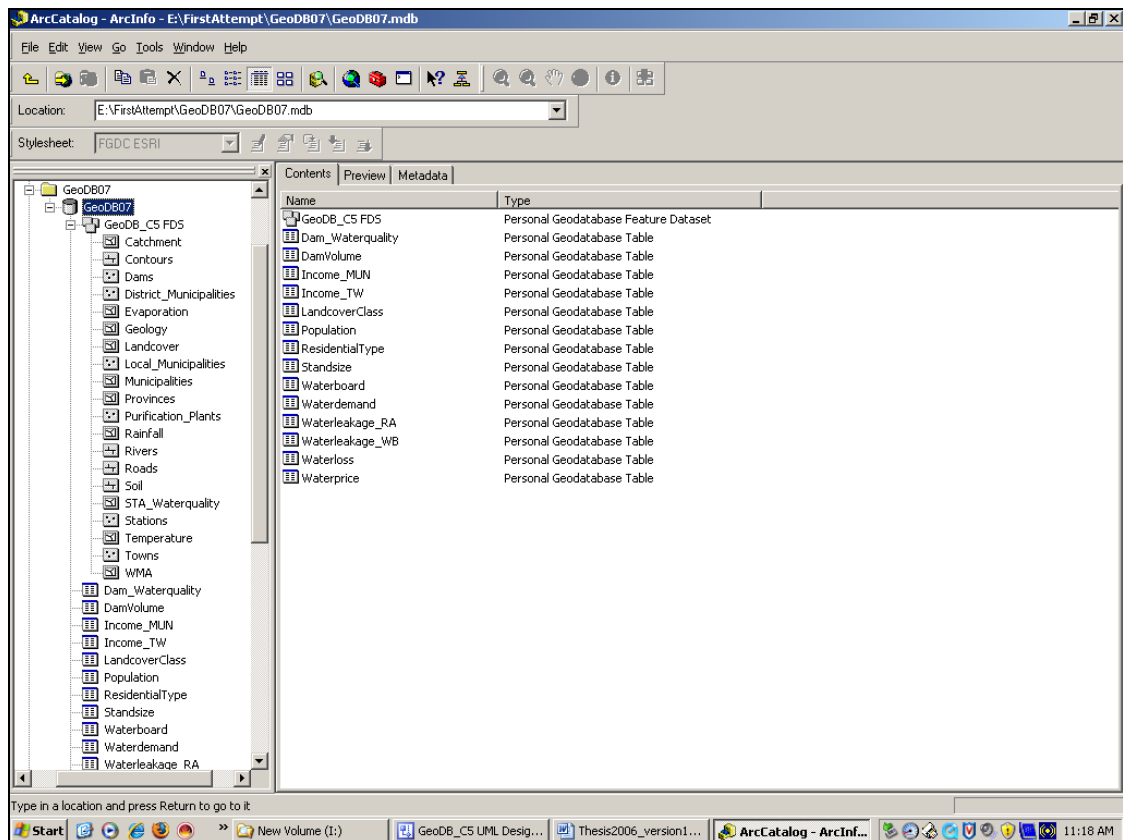 ArcCatalog - ArcInfo - E:\FirstAttempt\GeoDB07\GeoDB07.mdb
File Edit View Go Tools Window Help
Location: E:\FirstAttempt\GeoDB07\GeoDB07.mdb
Stylesheet: FGDC ESRI
GeoDB07
GeoDB07
GeoDB_C5 FDS
Catchment
Contours
Dams
District_Municipalities
Evaporation
Geology
Landcover
Local_Municipalities
Municipalities
Provinces
Purification_Plants
Rainfall
Rivers
Roads
Soil
STA_Waterquality
Stations
Temperature
Towns
WMA
Dam_Waterquality
DamVolume
Income_MUN
Income_TW
LandcoverClass
Population
ResidentialType
Standsize
Waterboard
Waterdemand
Waterleakage_RA
Contents Preview Metadata
Name Type
GeoDB_C5 FDS Personal Geodatabase Feature Dataset
Dam_Waterquality Personal Geodatabase Table
DamVolume Personal Geodatabase Table
Income_MUN Personal Geodatabase Table
Income_TW Personal Geodatabase Table
LandcoverClass Personal Geodatabase Table
Population Personal Geodatabase Table
ResidentialType Personal Geodatabase Table
Standsize Personal Geodatabase Table
Waterboard Personal Geodatabase Table
Waterdemand Personal Geodatabase Table
Waterleakage_RA Personal Geodatabase Table
Waterleakage_WB Personal Geodatabase Table
Waterloss Personal Geodatabase Table
Waterprice Personal Geodatabase Table
Type in a location and press Return to go to it
Start » New Volume (I:) GeoDB_C5 UML Desig... Thesis2006_version1... ArcCatalog - ArcInf... 11:18 AM